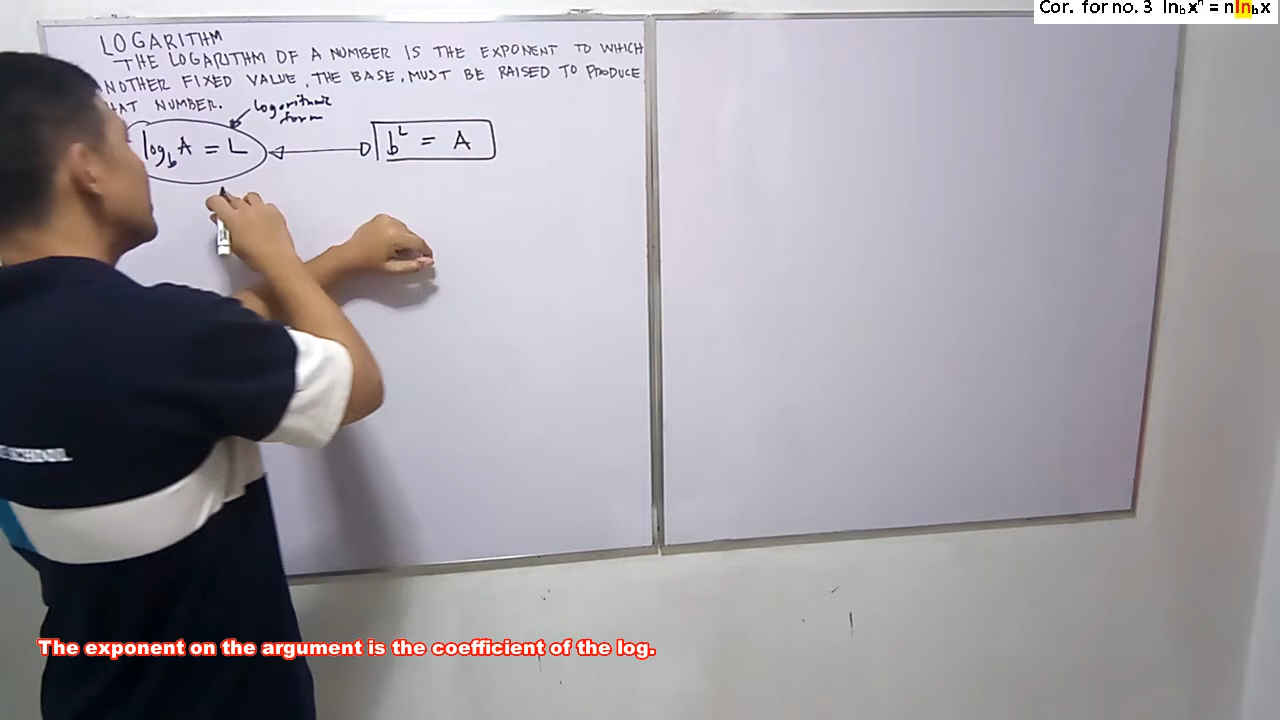 Cor. for no. 3 lnbxⁿ = nlnbx
LOGARITHM
THE LOGARITHM OF A NUMBER IS THE EXPONENT TO WHICH
NOTHER FIXED VALUE, THE BASE, MUST BE RAISED TO PRODUCE
HAT NUMBER.
logarithmic
form
log_b A = L
b^L = A
The exponent on the argument is the coefficient of the log.